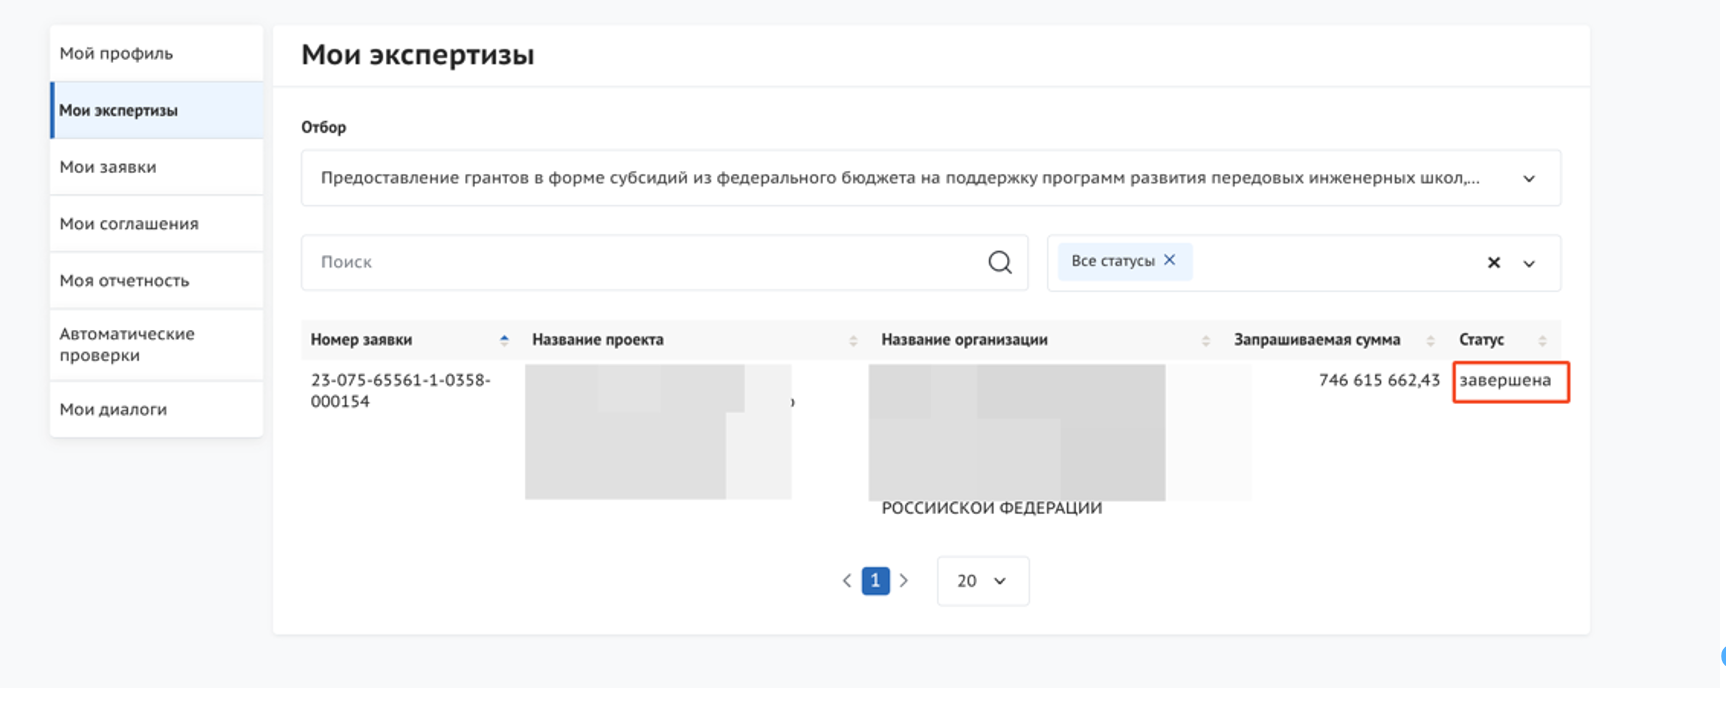 Мой профиль
Мои экспертизы
Мои заявки
Мои соглашения
Моя отчетность
Автоматические
проверки
Мои диалоги
Мои экспертизы
Отбор
Предоставление грантов в форме субсидий из федерального бюджета на поддержку программ развития передовых инженерных школ,...
Поиск
Все статусы
Номер заявки Название проекта Название организации Запрашиваемая сумма Статус
23-075-65561-1-0358- 746 615 662,43 завершена
000154
РОССИЙСКОЙ ФЕДЕРАЦИИ
1 20